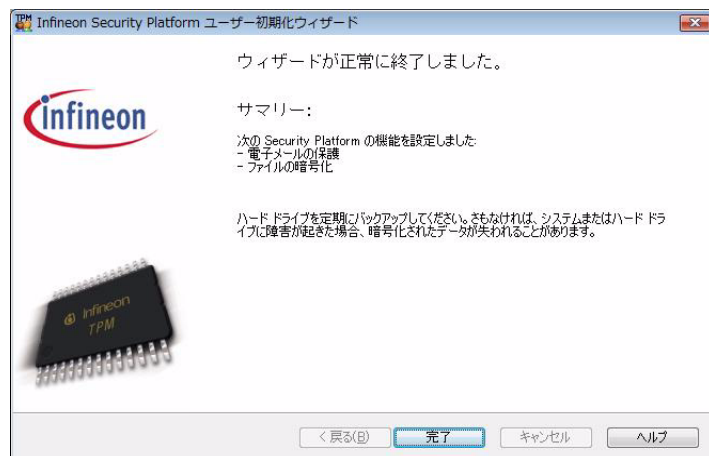 Infineon Security Platform ユーザー初期化ウィザード
ウィザードが正常に終了しました。
infineon
サマリー:
次の Security Platform の機能を設定しました:
- 電子メールの保護
- ファイルの暗号化
ハード ドライブを定期にバックアップしてください。さもなければ、システムまたはハード ドラ
イブに障害が起きた場合、暗号化されたデータが失われることがあります。
infineon
TPM
< 戻る(B)
完了
キャンセル
ヘルプ